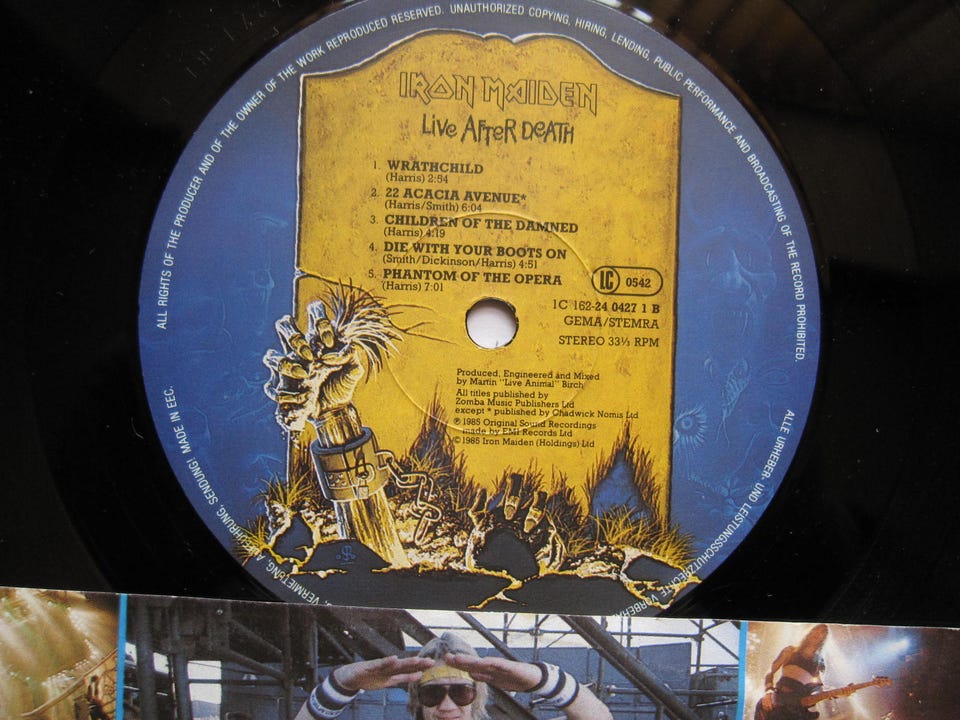 ALL RIGHTS OF THE PRODUCER AND OF THE OWNER OF THE WORK REPRODUCED RESERVED. UNAUTHORIZED COPYING, HIRING, LENDING, PUBLIC PERFORMANCE AND BROADCASTING OF THE RECORD PROHIBITED.
IRON MAIDEN
LIVE AFTER DEATH
1. WRATHCHILD
(Harris) 2:54
2. 22 ACACIA AVENUE*
(Harris/Smith) 6:04
3. CHILDREN OF THE DAMNED
(Harris) 4:19
4. DIE WITH YOUR BOOTS ON
(Smith/Dickinson/Harris) 4:51
5. PHANTOM OF THE OPERA
(Harris) 7:01
LC 0542
1C 162-24 0427 1 B
GEMA/STEMRA
STEREO 33⅓ RPM
Produced, Engineered and Mixed
by Martin "Live Animal" Birch
All titles published by
Zomba Music Publishers Ltd
except * published by Chadwick Nomis Ltd
℗ 1985 Original Sound Recordings
made by EMI Records Ltd
© 1985 Iron Maiden (Holdings) Ltd
ALLE URHEBER- UND LEISTUNGSSCHUTZRECHTE
VERMIETUNG
SENDUNG! MADE IN EEC.